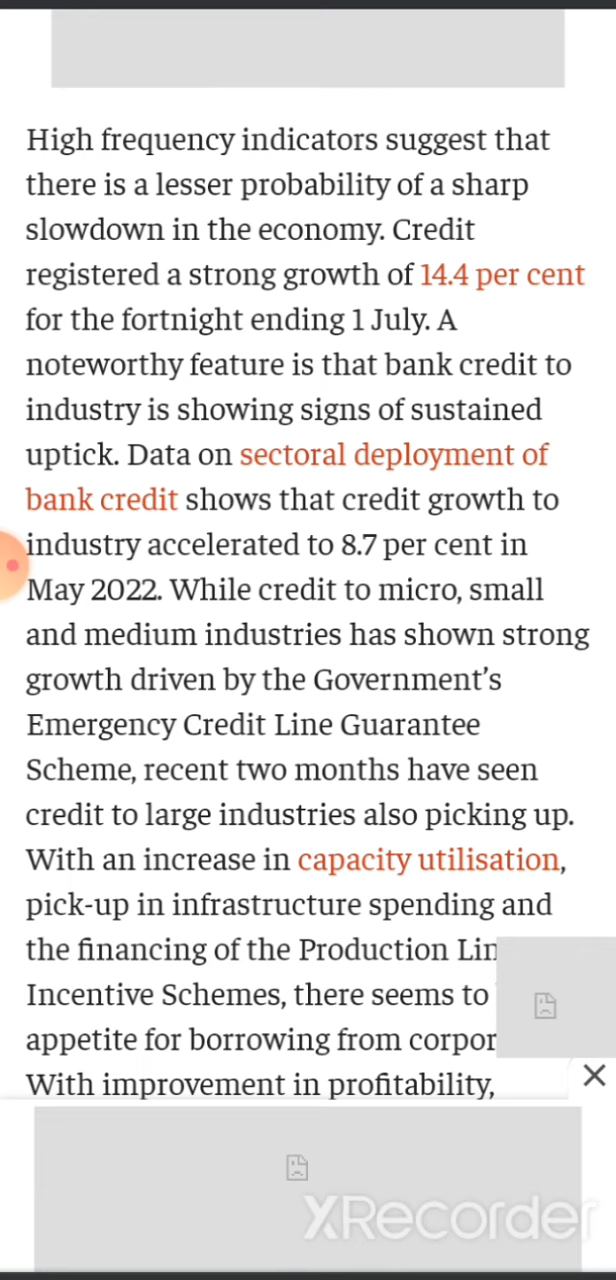 High frequency indicators suggest that
there is a lesser probability of a sharp
slowdown in the economy. Credit
registered a strong growth of 14.4 per cent
for the fortnight ending 1 July. A
noteworthy feature is that bank credit to
industry is showing signs of sustained
uptick. Data on sectoral deployment of
bank credit shows that credit growth to
industry accelerated to 8.7 per cent in
May 2022. While credit to micro, small
and medium industries has shown strong
growth driven by the Government’s
Emergency Credit Line Guarantee
Scheme, recent two months have seen
credit to large industries also picking up.
With an increase in capacity utilisation,
pick-up in infrastructure spending and
the financing of the Production
Incentive Schemes, there seems to
appetite for borrowing from
With improvement in profitability,
XRecorder